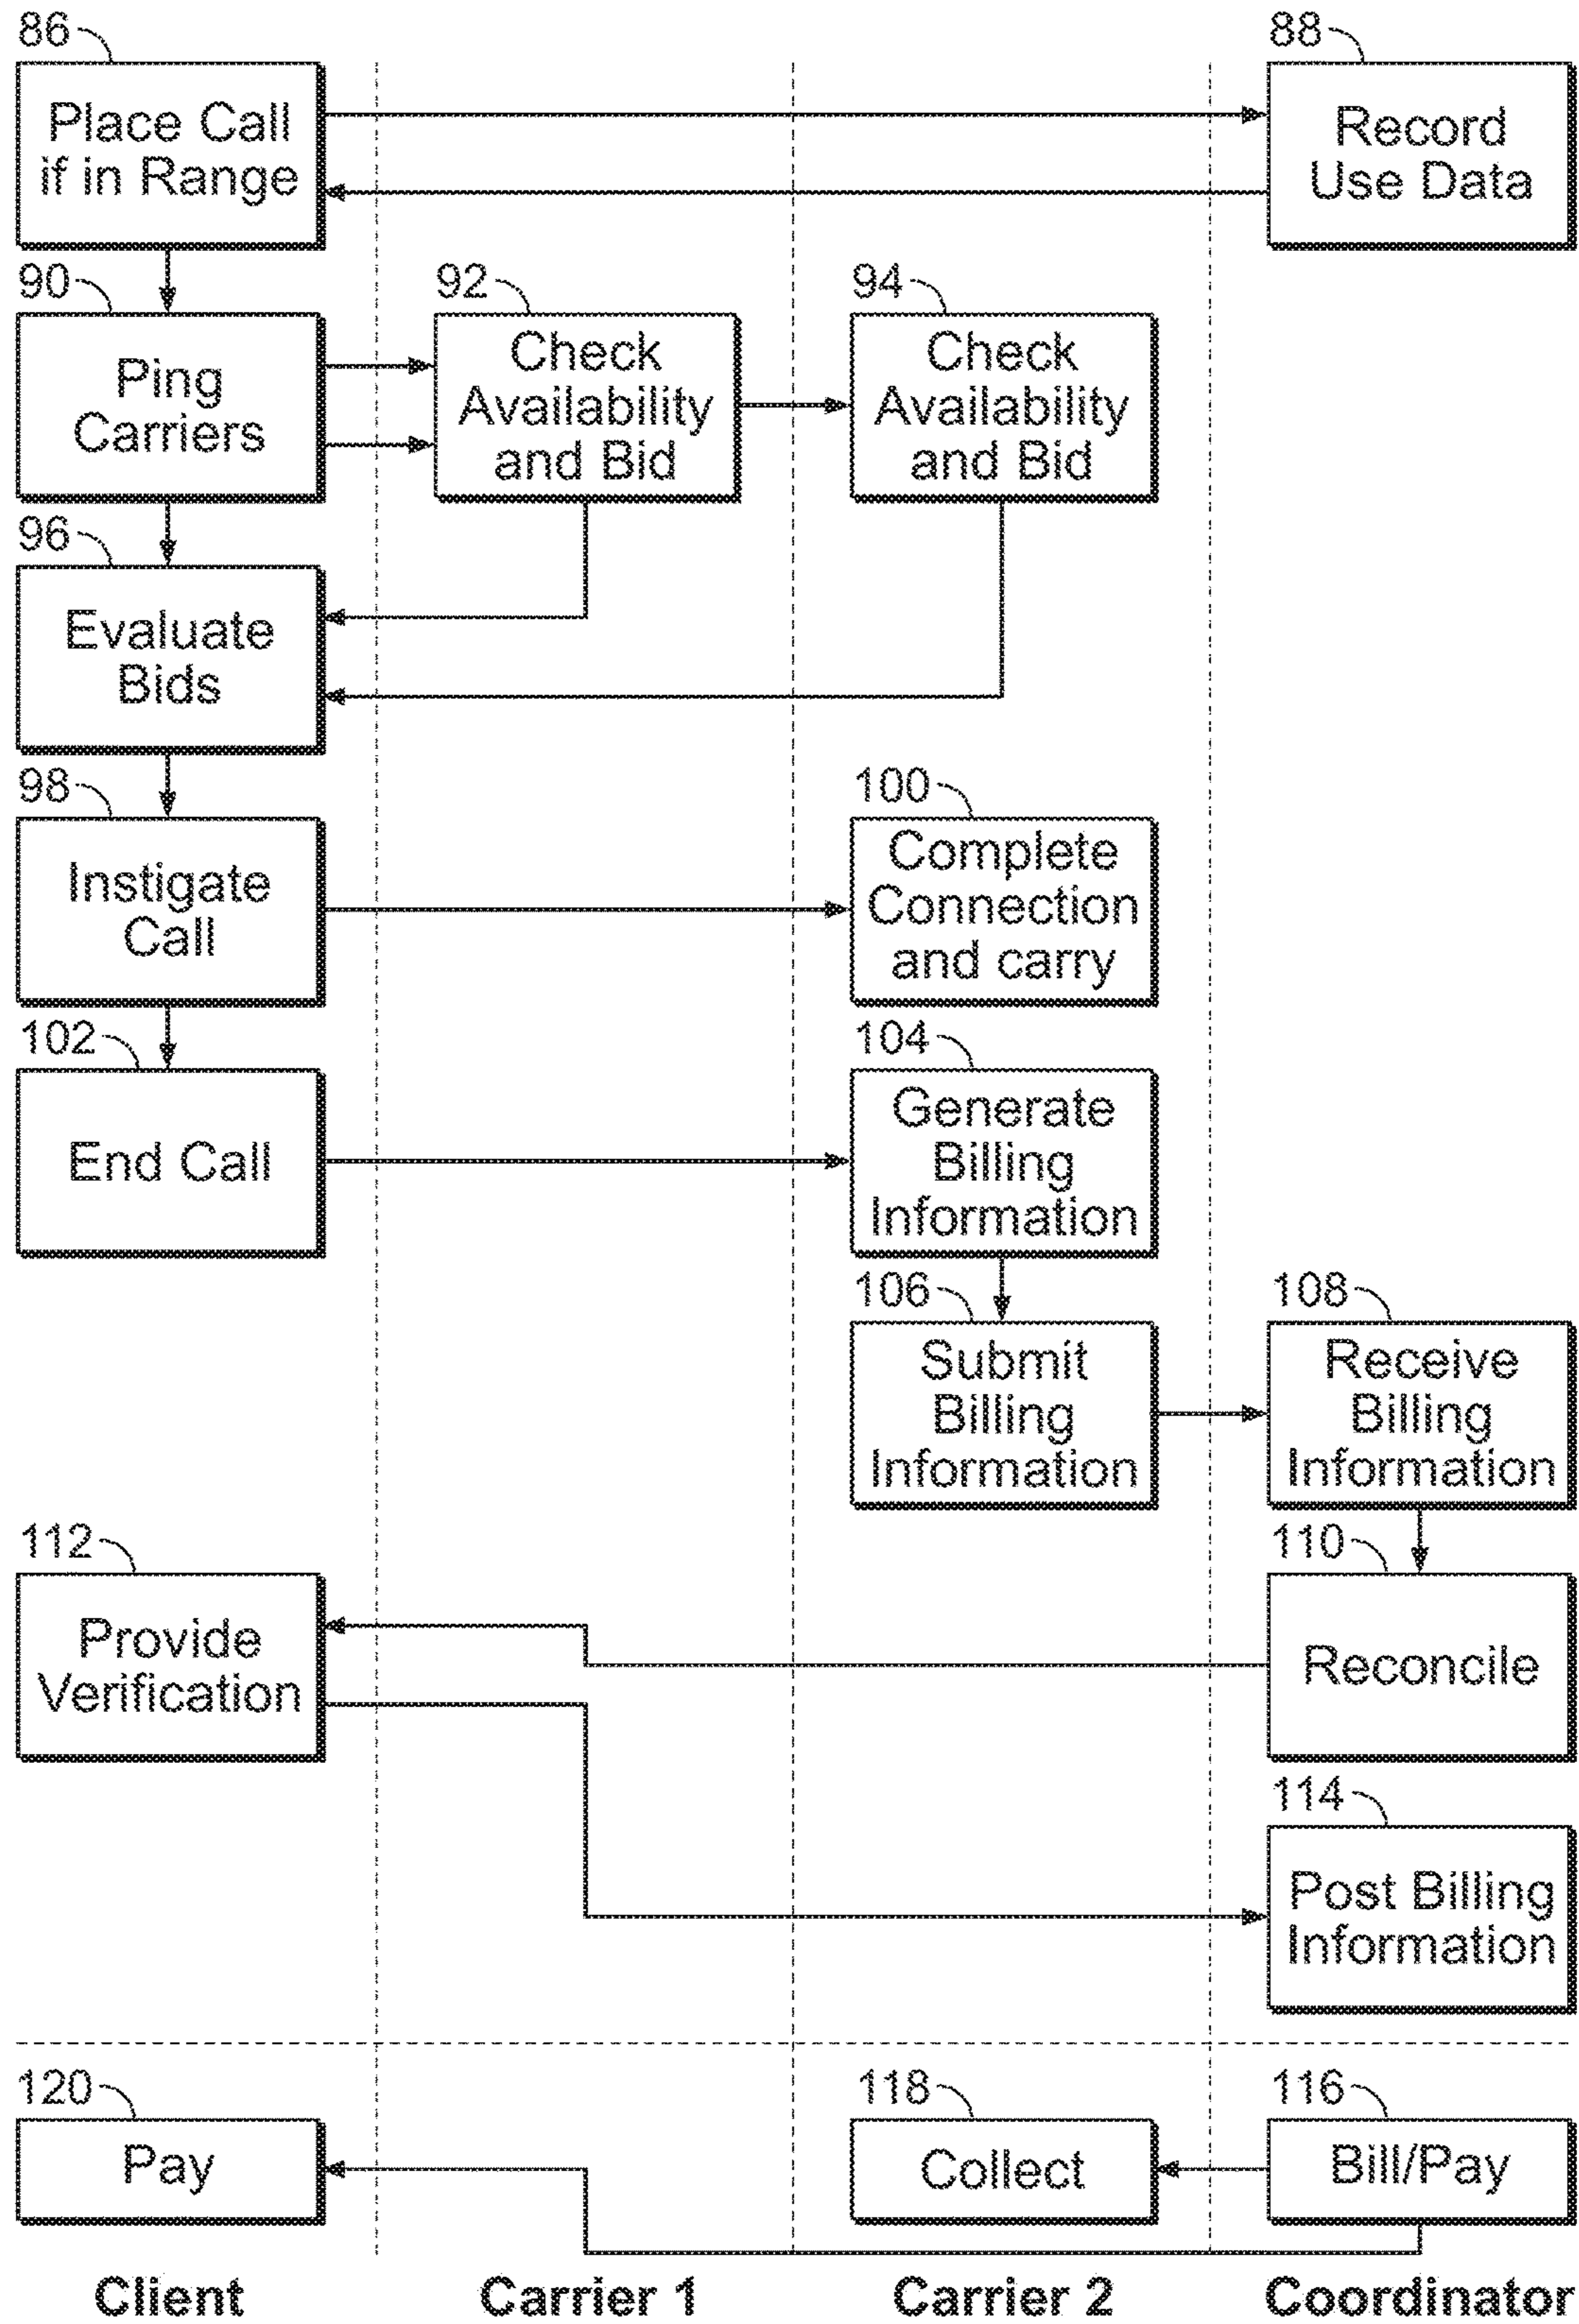 86
88
Place Call
if in Range
Record
Use Data
90
92
94
Ping
Carriers
Check
Availability
and Bid
Check
Availability
and Bid
96
Evaluate
Bids
98
100
Instigate
Call
Complete
Connection
and carry
102
104
End Call
Generate
Billing
Information
106
108
Submit
Billing
Information
Receive
Billing
Information
112
110
Provide
Verification
Reconcile
114
Post Billing
Information
120
118
116
Pay
Collect
Bill/Pay
Client
Carrier 1
Carrier 2
Coordinator